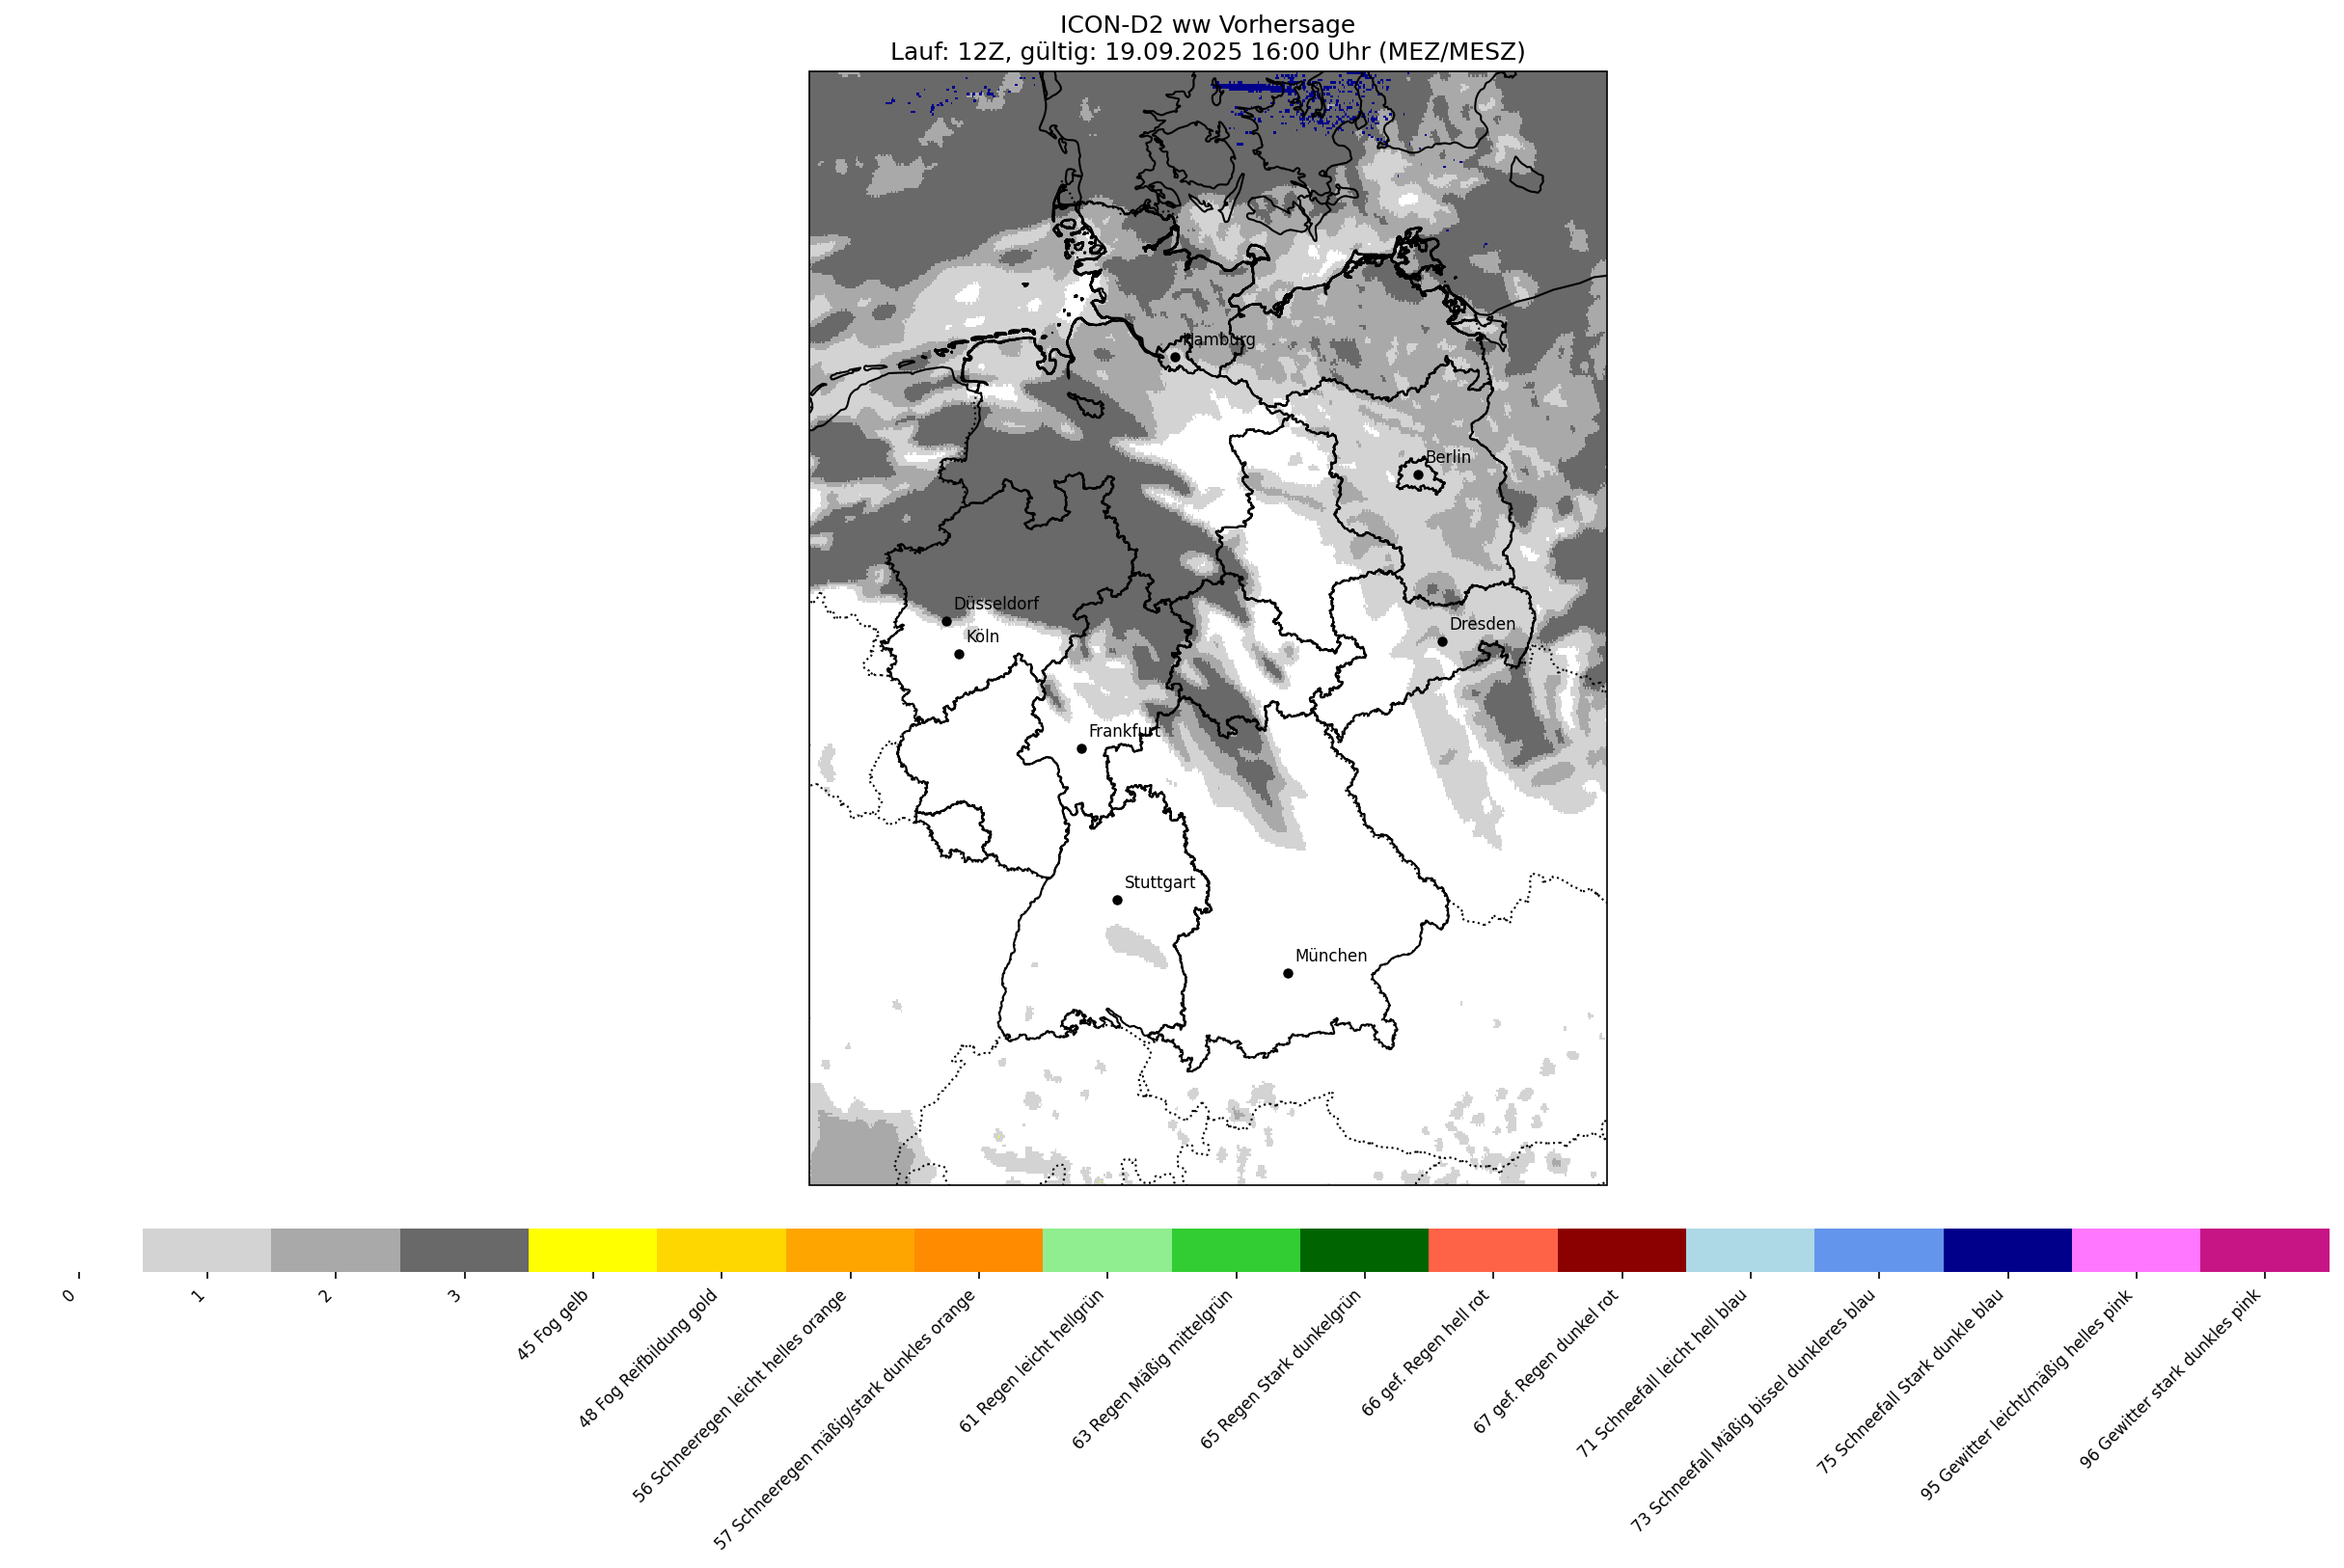 ICON-D2 ww Vorhersage
Lauf: 12Z, gültig: 19.09.2025 16:00 Uhr (MEZ/MESZ)
Hamburg
Berlin
Düsseldorf
Dresden
Köln
Frankfurt
Stuttgart
München
0
1
2
3
45 Fog gelb
48 Fog Reifbildung gold
56 Schneeregen leicht helles orange
57 Schneeregen mäßig/stark dunkles orange
61 Regen leicht hellgrün
63 Regen Mäßig mittelgrün
65 Regen Stark dunkelgrün
66 gef. Regen hell rot
67 gef. Regen dunkel rot
71 Schneefall leicht hell blau
73 Schneefall Mäßig bissel dunkleres blau
75 Schneefall Stark dunkle blau
95 Gewitter leicht/mäßig helles pink
96 Gewitter stark dunkles pink